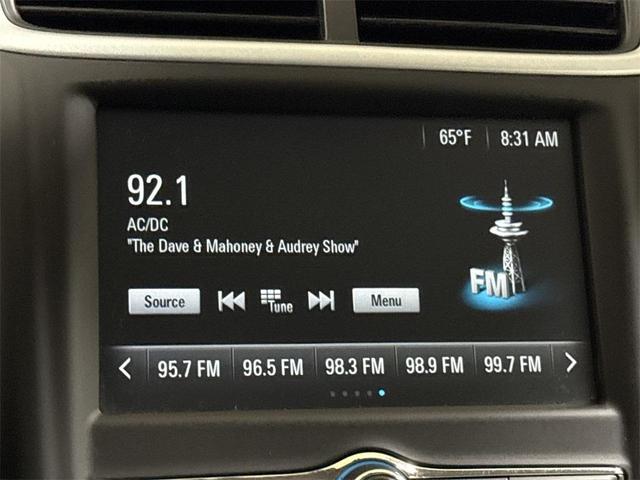 65°F 8:31 AM
92.1
AC/DC
"The Dave & Mahoney & Audrey Show"
FM
Source Tune Menu
95.7 FM 96.5 FM 98.3 FM 98.9 FM 99.7 FM